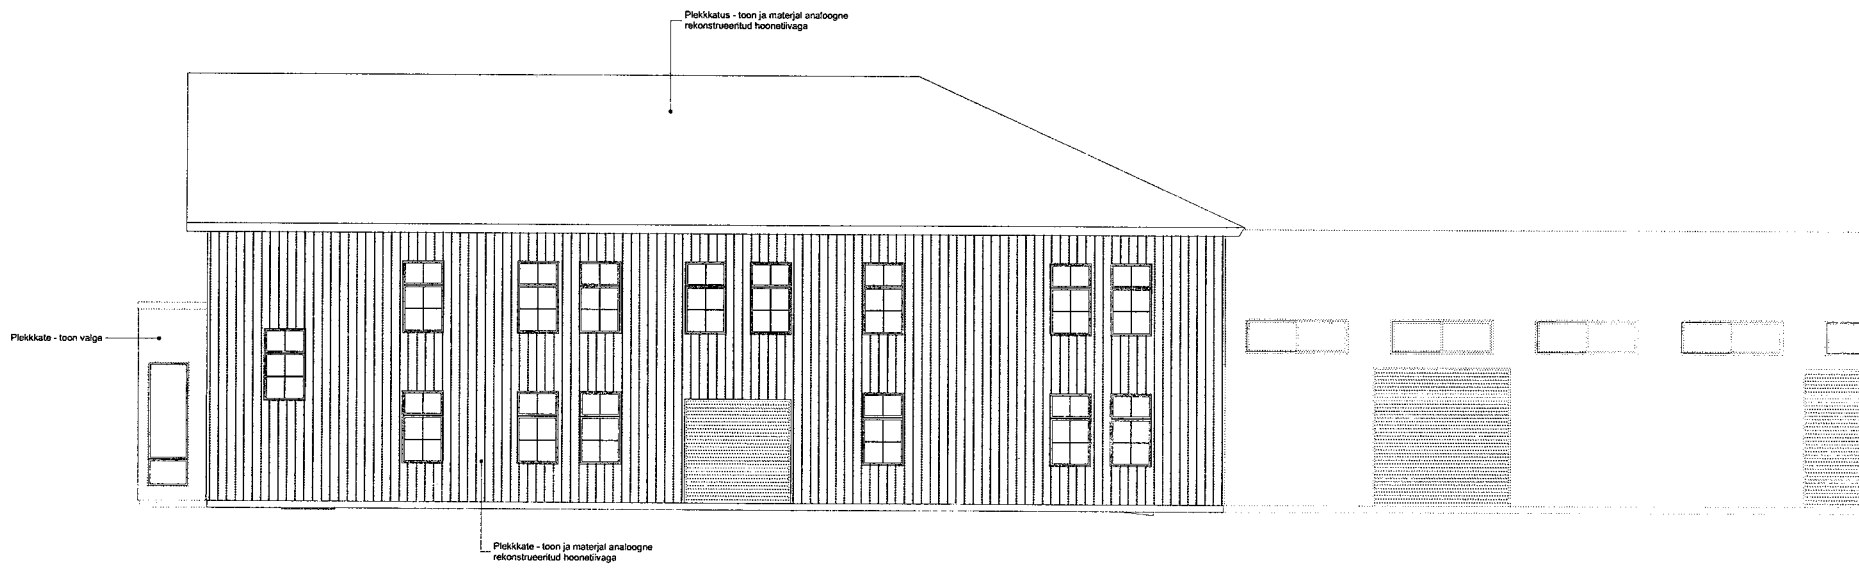 Plekkkatus - toon ja materjal analoogne
rekonstrueeritud hoonetiivaga
Plekkkate - toon valge
Plekkkate - toon ja materjal analoogne
rekonstrueeritud hoonetiivaga